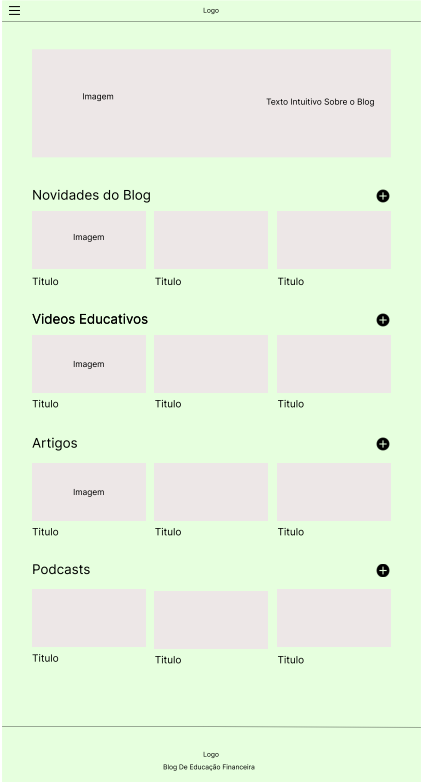 Logo
Imagem
Texto Intuitivo Sobre o Blog
Novidades do Blog
Imagem
Titulo Titulo Titulo
Videos Educativos
Imagem
Titulo Titulo Titulo
Artigos
Imagem
Titulo Titulo Titulo
Podcasts
Titulo Titulo Titulo
Logo
Blog De Educação Financeira